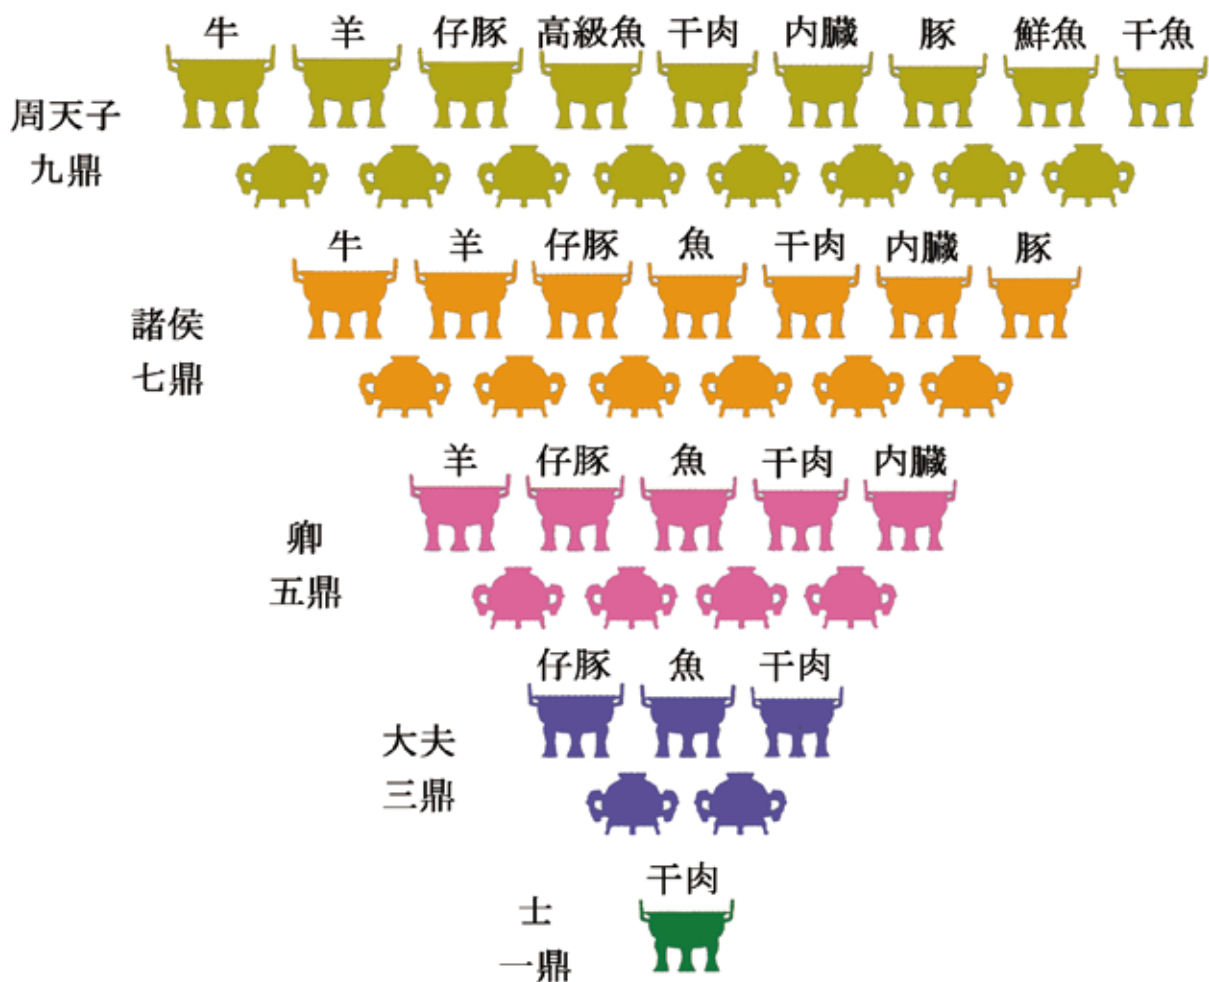 牛 羊 仔豚 高級魚 干肉 内臓 豚 鮮魚 干魚
周天子
九鼎
牛 羊 仔豚 魚 干肉 内臓 豚
諸侯
七鼎
羊 仔豚 魚 干肉 内臓
卿
五鼎
仔豚 魚 干肉
大夫
三鼎
干肉
士
一鼎